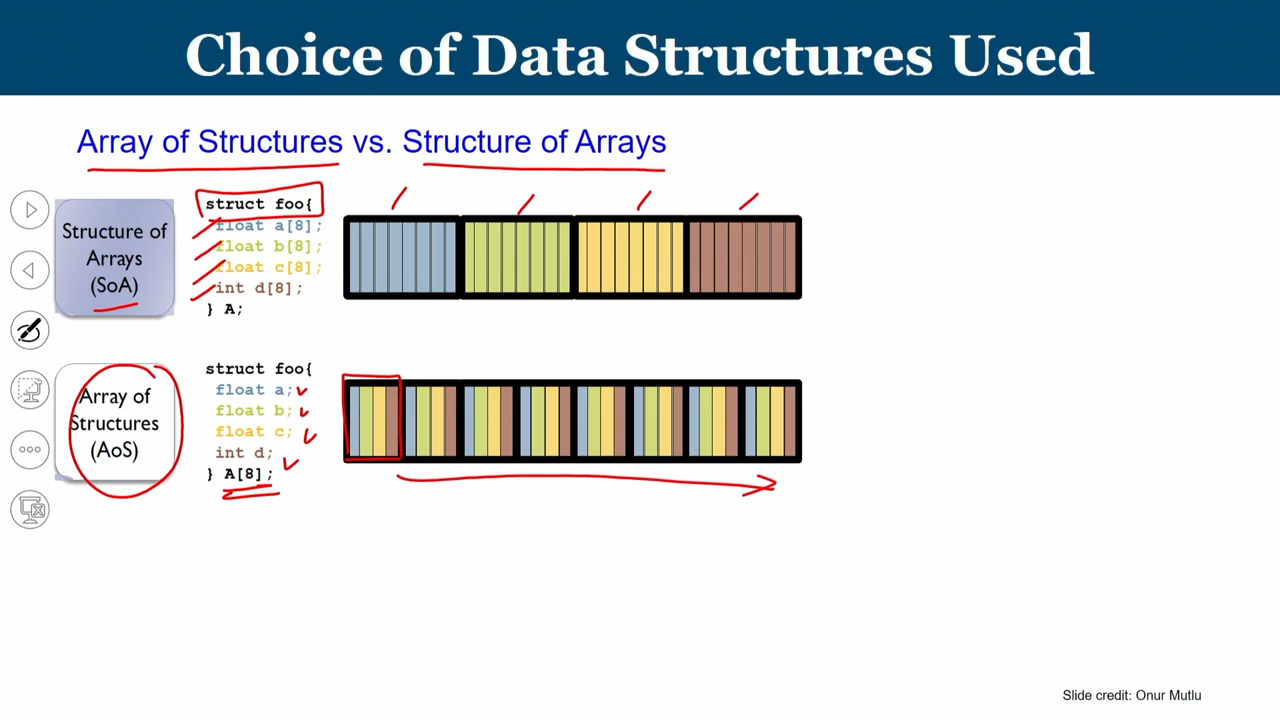 Choice of Data Structures Used
Array of Structures vs. Structure of Arrays
Structure of
Arrays
(SoA)
struct foo{
float a[8];
float b[8];
float c[8];
int d[8];
} A;
Array of
Structures
(AoS)
struct foo{
float a;
float b;
float c;
int d;
} A[8];
Slide credit: Onur Mutlu